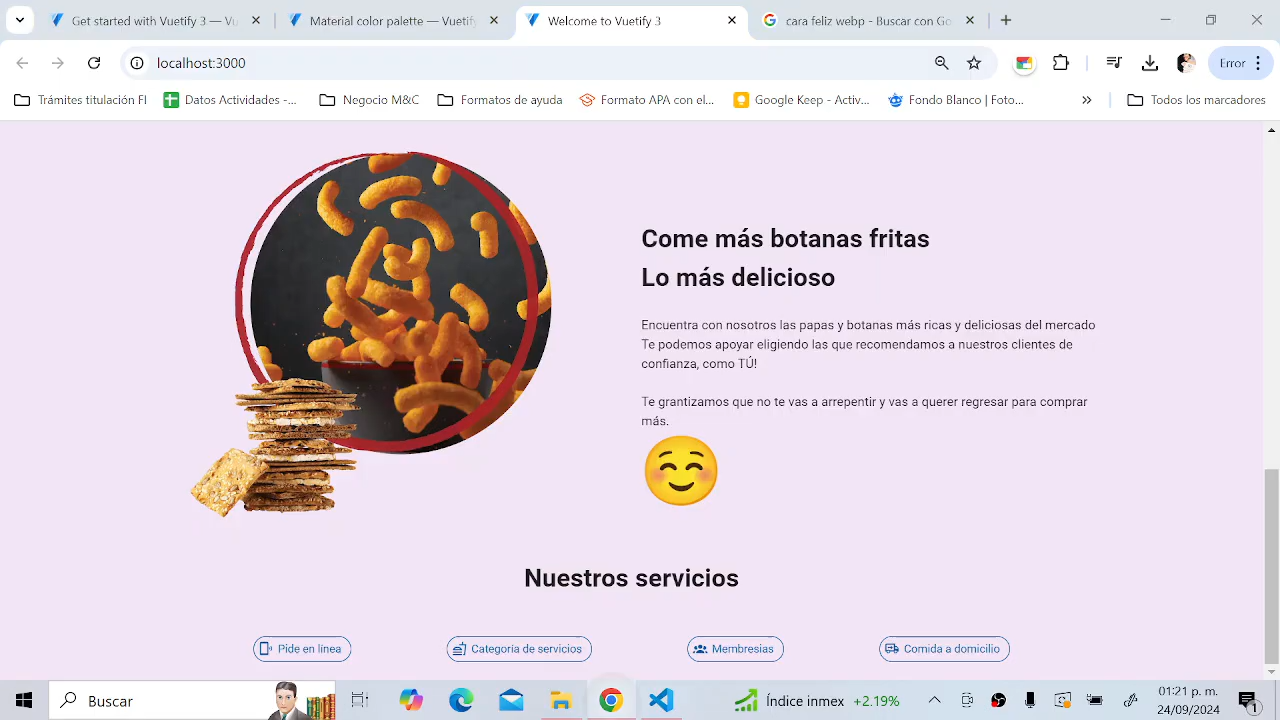 Get started with Vuetify 3 — Vu
Material color palette — Vuetify
Welcome to Vuetify 3
cara feliz webp - Buscar con Go
localhost:3000
Error
Trámites titulación FI
Datos Actividades -...
Negocio M&C
Formatos de ayuda
Formato APA con el...
Google Keep - Activ...
Fondo Blanco | Foto...
Todos los marcadores
Come más botanas fritas
Lo más delicioso
Encuentra con nosotros las papas y botanas más ricas y deliciosas del mercado
Te podemos apoyar eligiendo las que recomendamos a nuestros clientes de
confianza, como TÚ!
Te grantizamos que no te vas a arrepentir y vas a querer regresar para comprar
más.
Nuestros servicios
Pide en línea
Categoría de servicios
Membresias
Comida a domicilio
Buscar
Índice inmex +2.19%
01:21 p. m.
24/09/2024
1